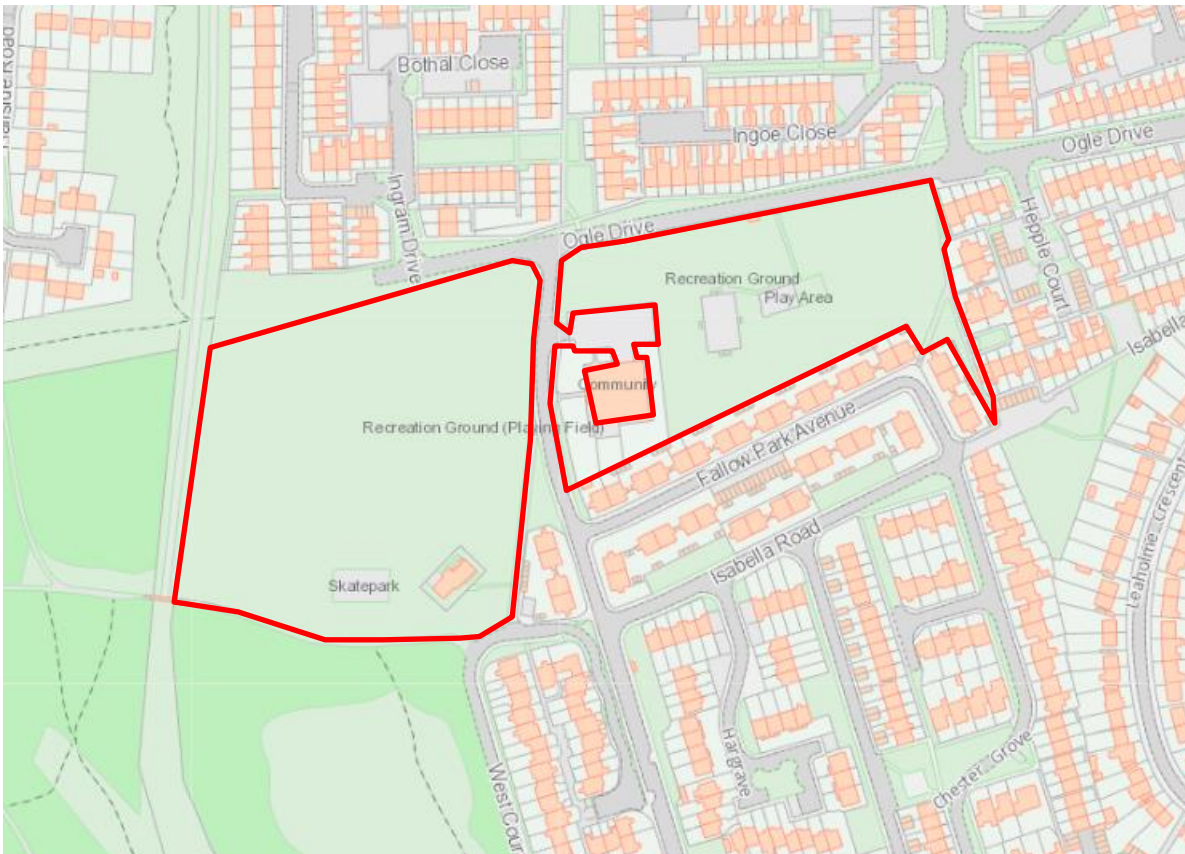 Bothal Close
Ingoe Close
Ogle Drive
Ingram Drive
Ogle Drive
Hepple Court
Recreation Ground
Play Area
Isabella
Community
Recreation Ground (Playing Field)
Fallow Park Avenue
Isabella Road
Leaholme Crescent
Skatepark
Hargrave
Chester Grove
West Cour